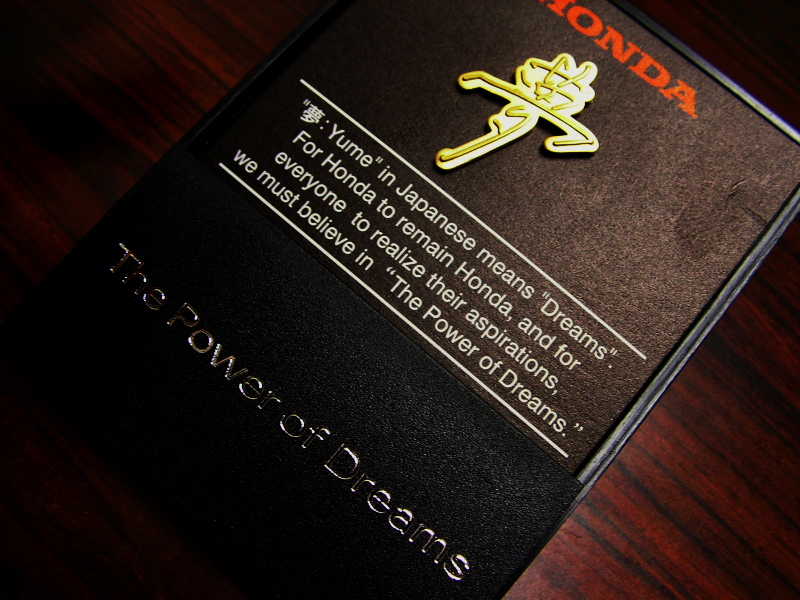 HONDA
夢
"夢: Yume" in Japanese means "Dreams".
For Honda to remain Honda, and for
everyone to realize their aspirations,
we must believe in “The Power of Dreams.”
The Power of Dreams